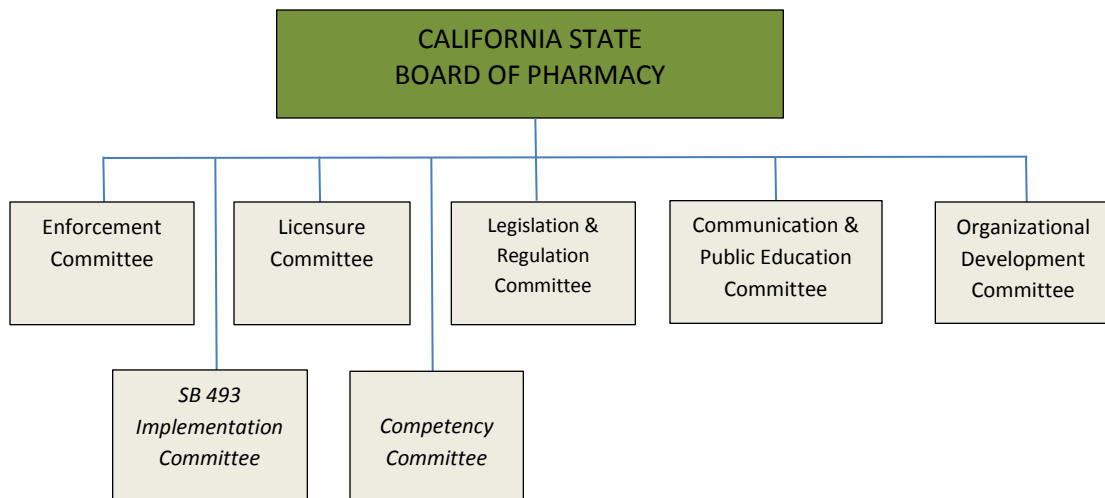 CALIFORNIA STATE
BOARD OF PHARMACY
Enforcement
Committee
Licensure
Committee
Legislation &
Regulation
Committee
Communication &
Public Education
Committee
Organizational
Development
Committee
SB 493
Implementation
Committee
Competency
Committee